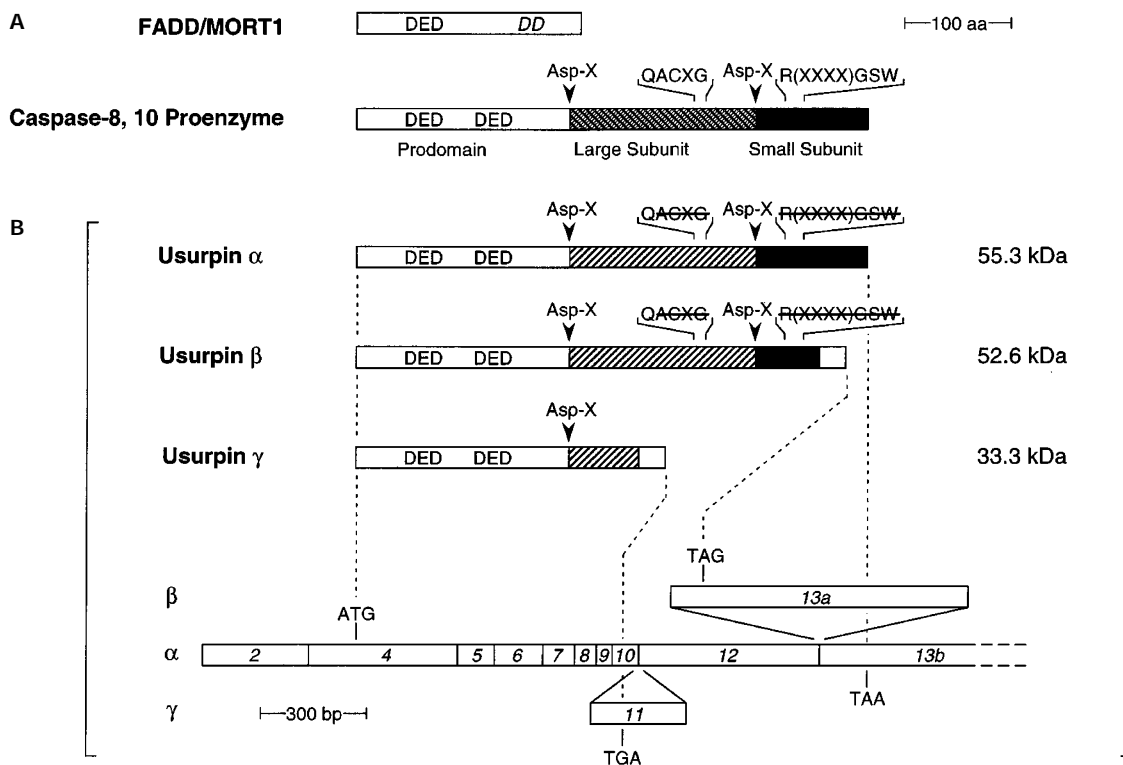 A
FADD/MORT1
DED DD
100 aa
Asp-X QACXG Asp-X R(XXXX)GSW
Caspase-8, 10 Proenzyme
DED DED
Prodomain Large Subunit Small Subunit
B
Asp-X QACXG Asp-X R(XXXX)GSW
Usurpin α DED DED 55.3 kDa
Asp-X QACXG Asp-X R(XXXX)GSW
Usurpin β DED DED 52.6 kDa
Asp-X
Usurpin γ DED DED 33.3 kDa
TAG
β 13a
ATG
α 2 4 5 6 7 8 9 10 12 13b
TAA
γ 300 bp 11
TGA